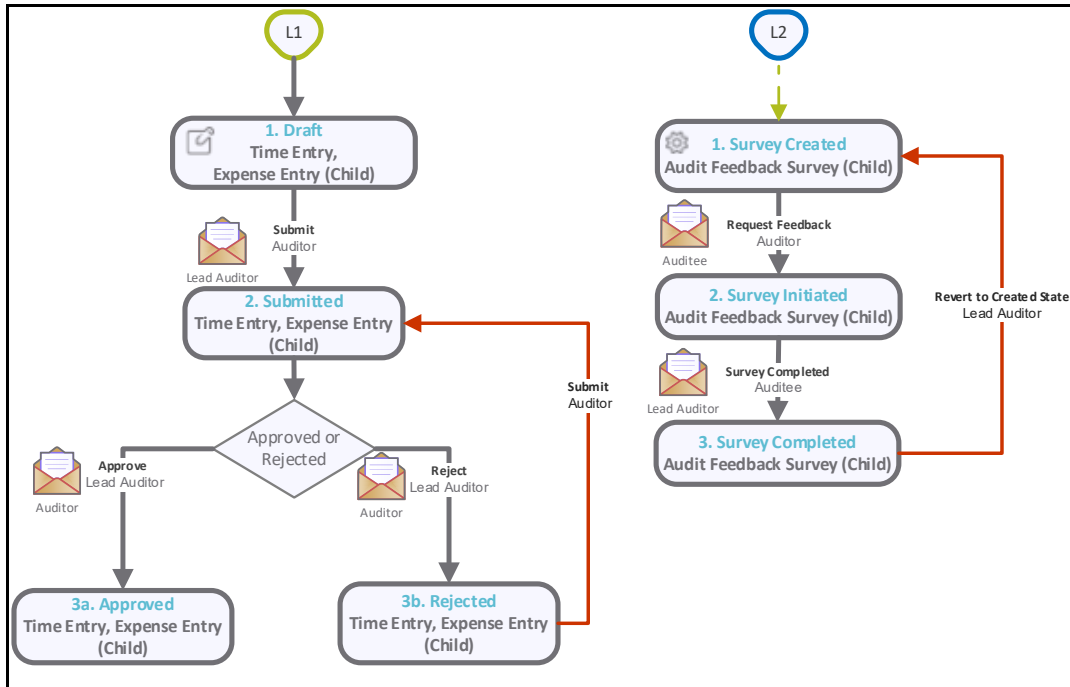 L1
1. Draft
Time Entry,
Expense Entry (Child)
Submit
Auditor
Lead Auditor
2. Submitted
Time Entry, Expense Entry
(Child)
Approved or
Rejected
Approve
Lead Auditor
Auditor
Reject
Lead Auditor
Auditor
Submit
Auditor
3a. Approved
Time Entry, Expense Entry
(Child)
3b. Rejected
Time Entry, Expense Entry
(Child)
L2
1. Survey Created
Audit Feedback Survey (Child)
Request Feedback
Auditor
Auditee
2. Survey Initiated
Audit Feedback Survey (Child)
Revert to Created State
Lead Auditor
Survey Completed
Auditee
Lead Auditor
3. Survey Completed
Audit Feedback Survey (Child)